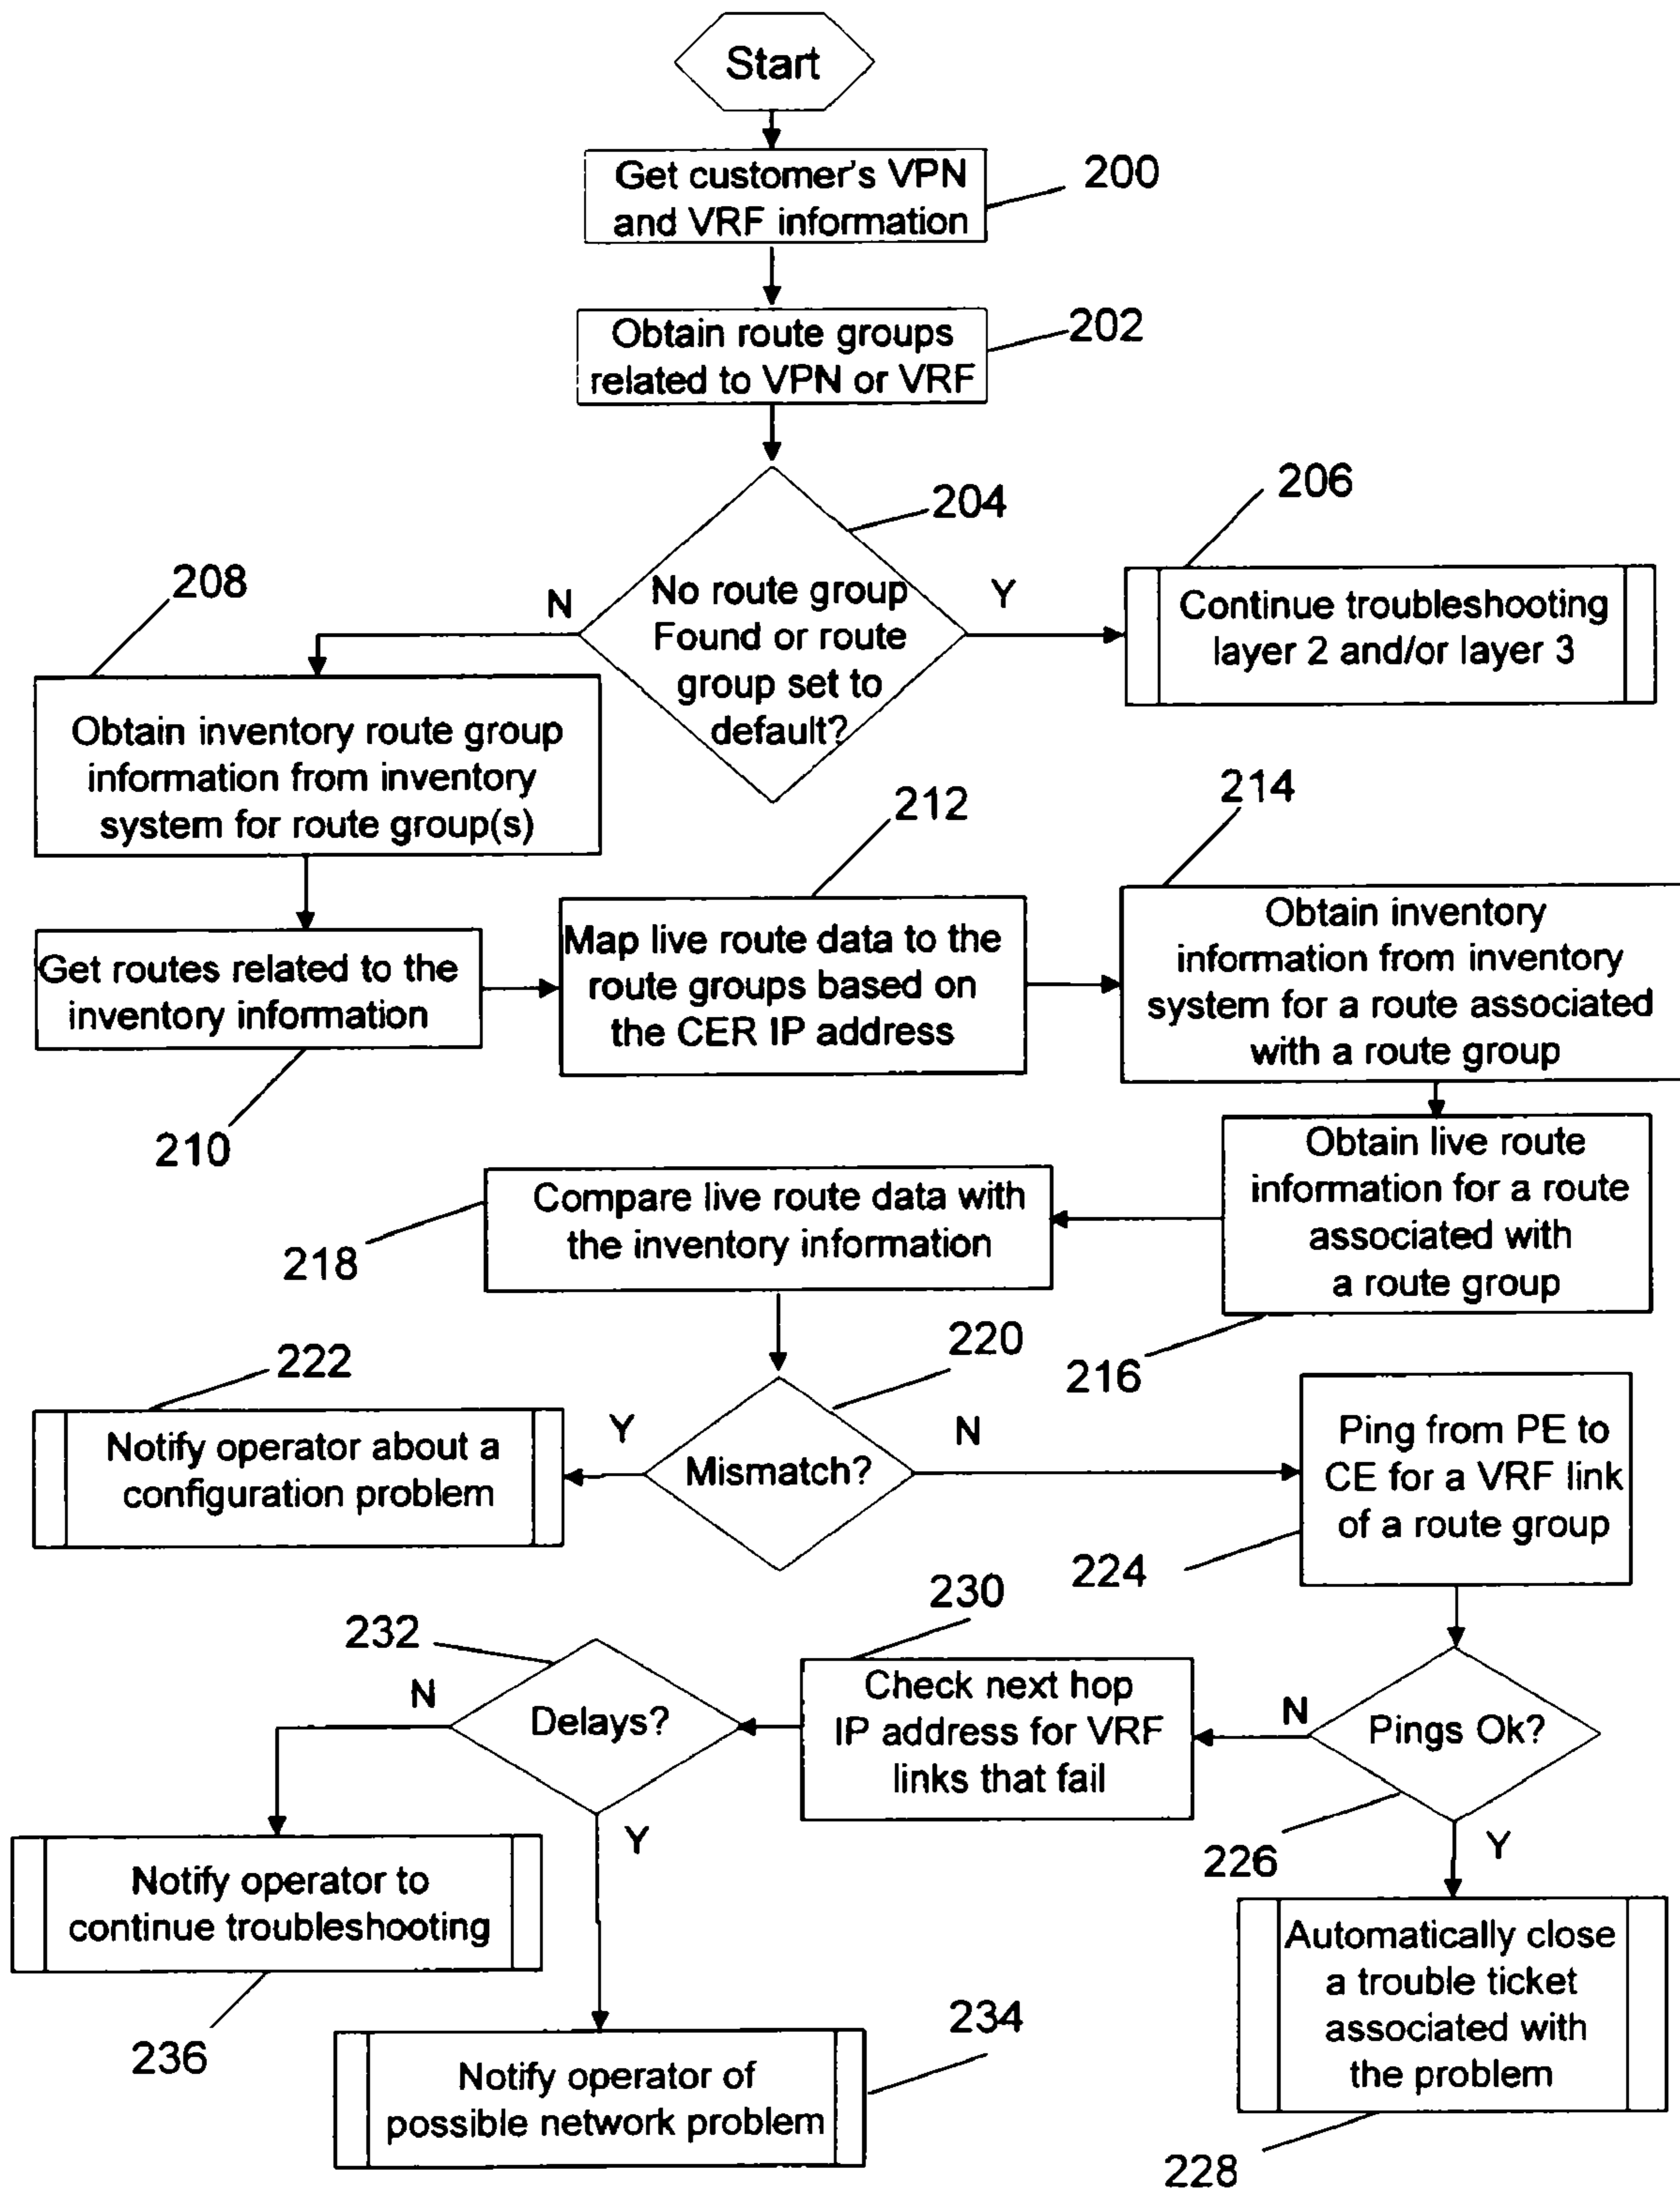 Start
Get customer's VPN
and VRF information
200
Obtain route groups
related to VPN or VRF
202
204
No route group
Found or route
group set to
default?
N
Y
206
Continue troubleshooting
layer 2 and/or layer 3
208
Obtain inventory route group
information from inventory
system for route group(s)
Get routes related to the
inventory information
210
212
Map live route data to the
route groups based on
the CER IP address
214
Obtain inventory
information from inventory
system for a route associated
with a route group
Obtain live route
information for a route
associated with
a route group
216
Compare live route data with
the inventory information
218
220
Mismatch?
Y
N
222
Notify operator about a
configuration problem
Ping from PE to
CE for a VRF link
of a route group
224
Pings Ok?
226
N
Y
230
Check next hop
IP address for VRF
links that fail
232
Delays?
N
Y
Notify operator to
continue troubleshooting
236
234
Notify operator of
possible network problem
Automatically close
a trouble ticket
associated with
the problem
228